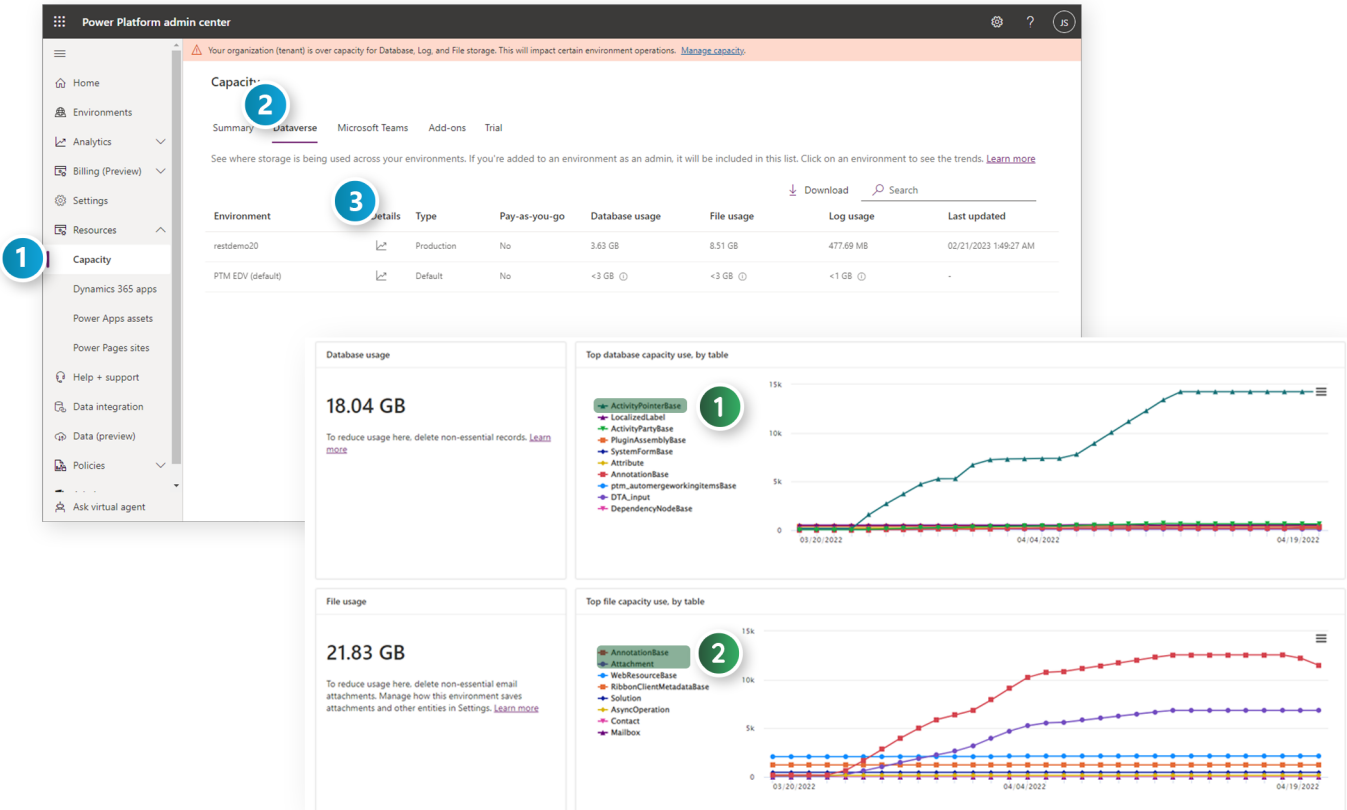 Power Platform admin center
?
JS
Your organization (tenant) is over capacity for Database, Log, and File storage. This will impact certain environment operations. Manage capacity.
Home
Environments
Analytics
Billing (Preview)
Settings
Resources
1
Capacity
Dynamics 365 apps
Power Apps assets
Power Pages sites
Help + support
Data integration
Data (preview)
Policies
Ask virtual agent
Capacity
2
Summary Dataverse Microsoft Teams Add-ons Trial
See where storage is being used across your environments. If you're added to an environment as an admin, it will be included in this list. Click on an environment to see the trends. Learn more
Download Search
3
Environment Details Type Pay-as-you-go Database usage File usage Log usage Last updated
restdemo20 Production No 3.63 GB 8.51 GB 477.69 MB 02/21/2023 1:49:27 AM
PTM EDV (default) Default No <3 GB <3 GB <1 GB -
Database usage
18.04 GB
To reduce usage here, delete non-essential records. Learn
more
Top database capacity use, by table
1
ActivityPointerBase
LocalizedLabel
ActivityPartyBase
PluginAssemblyBase
SystemFormBase
Attribute
AnnotationBase
ptm_automergeworkingitemsBase
DTA_input
DependencyNodeBase
15k
10k
5k
0
03/20/2022 04/04/2022 04/19/2022
File usage
21.83 GB
To reduce usage here, delete non-essential email
attachments. Manage how this environment saves
attachments and other entities in Settings. Learn more
Top file capacity use, by table
2
AnnotationBase
Attachment
WebResourceBase
RibbonClientMetadataBase
Solution
AsyncOperation
Contact
Mailbox
15k
10k
5k
0
03/20/2022 04/04/2022 04/19/2022